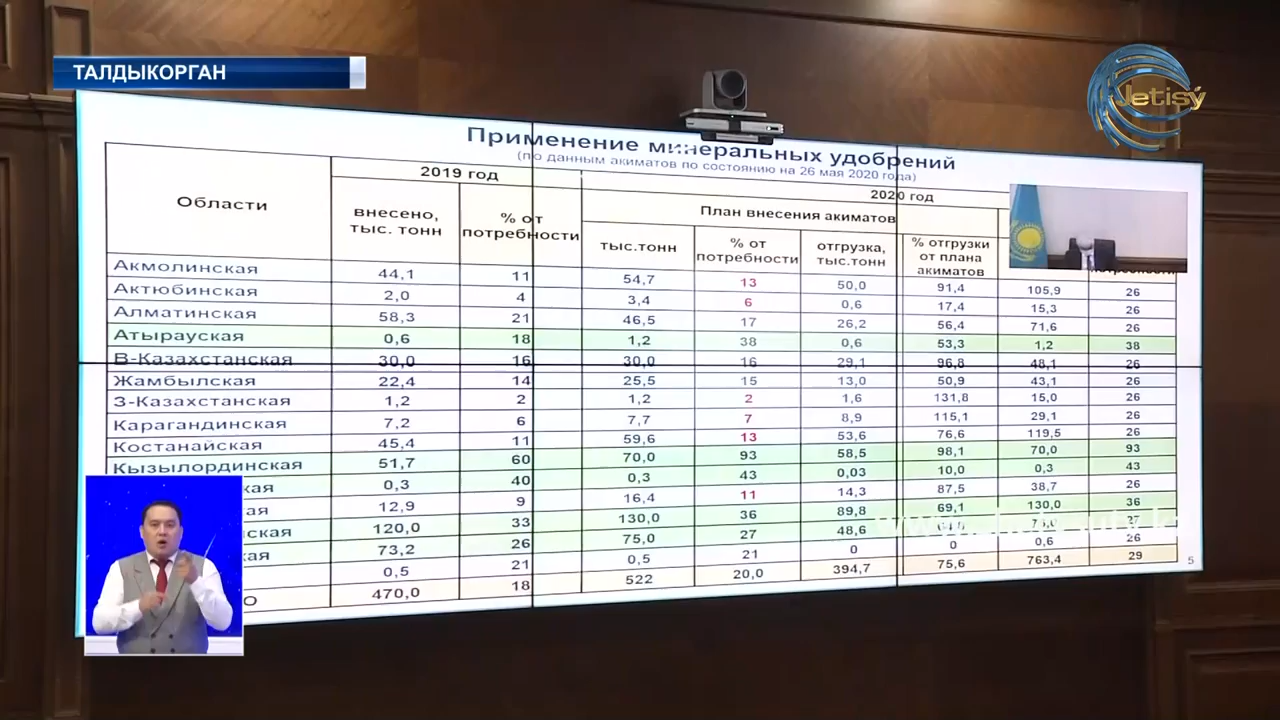 ТАЛДЫКОРГАН
Jetisý
Применение минеральных удобрений
(по данным акиматов по состоянию на 26 мая 2020 года)
Области 2019 год 2020 год
План внесения акиматов
внесено, тыс. тонн % от потребности тыс.тонн % от потребности отгрузка, тыс.тонн % отгрузки от плана акиматов
Акмолинская 44,1 11 54,7 13 50,0 91,4 105,9 26
Актюбинская 2,0 4 3,4 6 0,6 17,4 15,3 26
Алматинская 58,3 21 46,5 17 26,2 56,4 71,6 26
Атырауская 0,6 18 1,2 38 0,6 53,3 1,2 38
В-Казахстанская 30,0 16 30,0 16 29,1 96,8 48,1 26
Жамбылская 22,4 14 25,5 15 13,0 50,9 43,1 26
З-Казахстанская 1,2 2 1,2 2 1,6 131,8 15,0 26
Карагандинская 7,2 6 7,7 7 8,9 115,1 29,1 26
Костанайская 45,4 11 59,6 13 53,6 76,6 119,5 26
Кызылординская 51,7 60 70,0 93 58,5 98,1 70,0 93
ская 0,3 40 0,3 43 0,03 10,0 0,3 43
ая 12,9 9 16,4 11 14,3 87,5 38,7 26
нская 120,0 33 130,0 36 89,8 69,1 130,0 36
кая 73,2 26 75,0 27 48,6
0,5 21 0,5 21 0 0 0,6 26
О 470,0 18 522 20,0 394,7 75,6 763,4 29
5